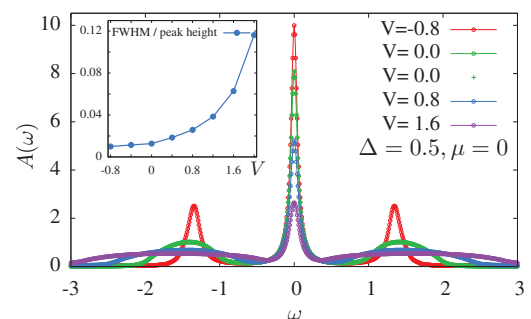 10
8
6
4
2
0
A(ω)
-3 -2 -1 0 1 2 3
ω
0.12
0.08
0.04
0
-0.8 0 0.8 1.6 V
FWHM / peak height
V=-0.8
V= 0.0
V= 0.0
V= 0.8
V= 1.6
Δ = 0.5, μ = 0